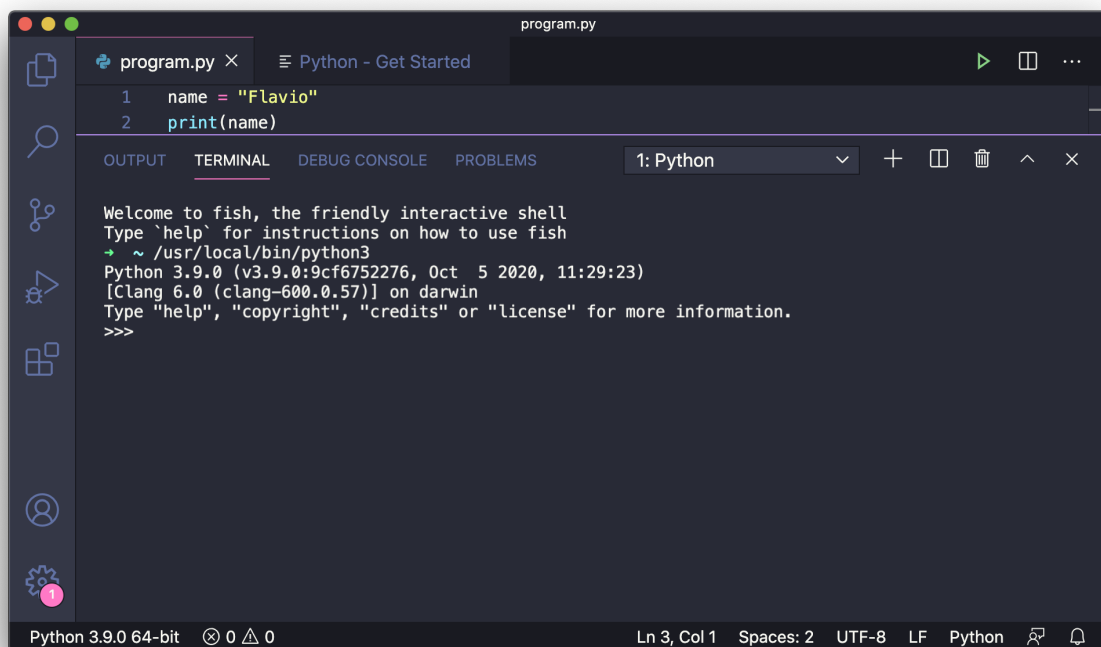 program.py
program.py
Python - Get Started
1 name = "Flavio"
2 print(name)
OUTPUT TERMINAL DEBUG CONSOLE PROBLEMS 1: Python
Welcome to fish, the friendly interactive shell
Type `help` for instructions on how to use fish
→ ~ /usr/local/bin/python3
Python 3.9.0 (v3.9.0:9cf6752276, Oct  5 2020, 11:29:23)
[Clang 6.0 (clang-600.0.57)] on darwin
Type "help", "copyright", "credits" or "license" for more information.
>>>
1
Python 3.9.0 64-bit 0 0 Ln 3, Col 1 Spaces: 2 UTF-8 LF Python